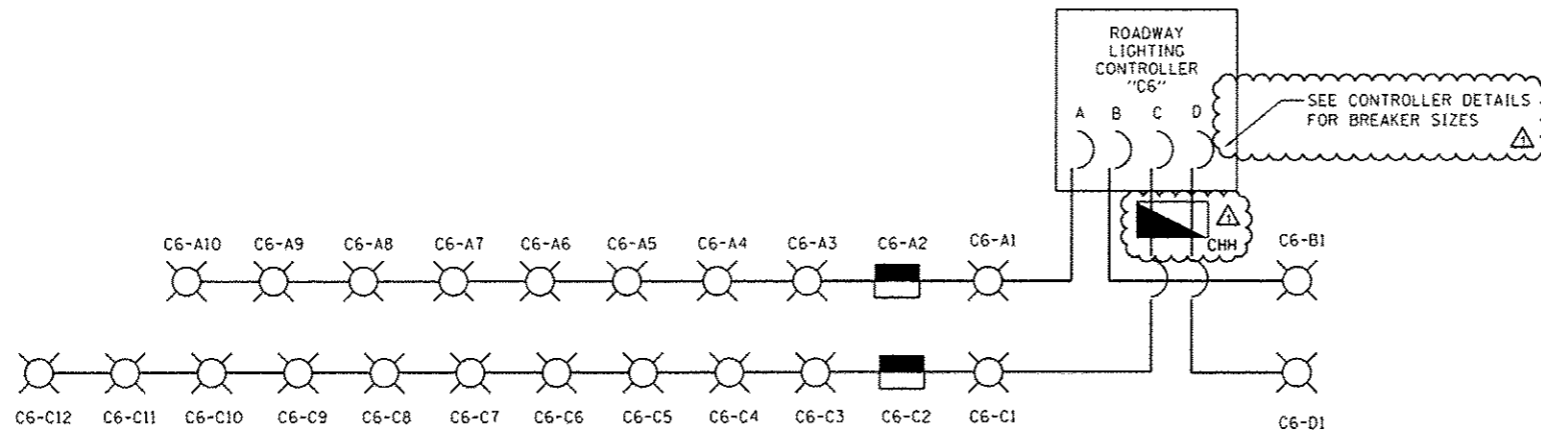 ROADWAY
LIGHTING
CONTROLLER
"C6"
A B C D
SEE CONTROLLER DETAILS
FOR BREAKER SIZES
1
1
CHH
C6-A10 C6-A9 C6-A8 C6-A7 C6-A6 C6-A5 C6-A4 C6-A3 C6-A2 C6-A1 C6-B1
C6-C12 C6-C11 C6-C10 C6-C9 C6-C8 C6-C7 C6-C6 C6-C5 C6-C4 C6-C3 C6-C2 C6-C1 C6-D1